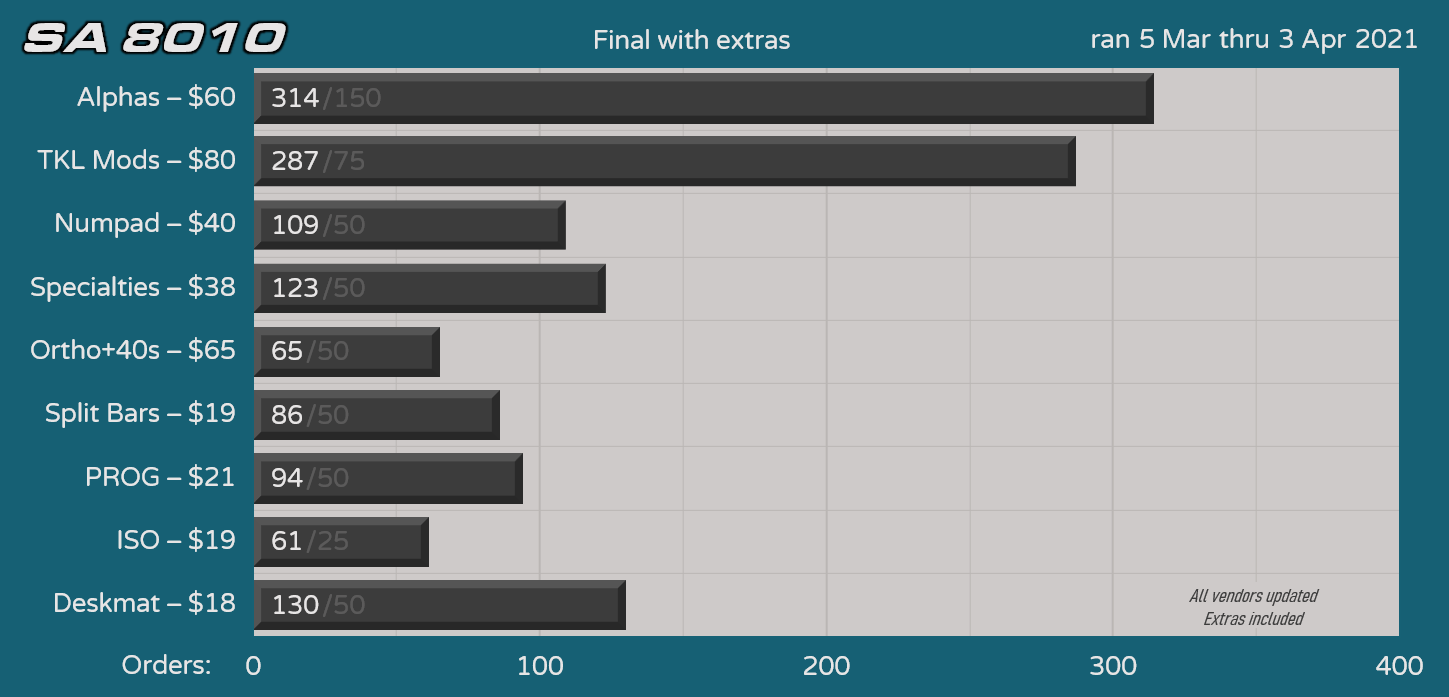 SA 8010
Final with extras
ran 5 Mar thru 3 Apr 2021
Alphas – $60 314/150
TKL Mods – $80 287/75
Numpad – $40 109/50
Specialties – $38 123/50
Ortho+40s – $65 65/50
Split Bars – $19 86/50
PROG – $21 94/50
ISO – $19 61/25
Deskmat – $18 130/50
All vendors updated
Extras included
Orders: 0 100 200 300 400